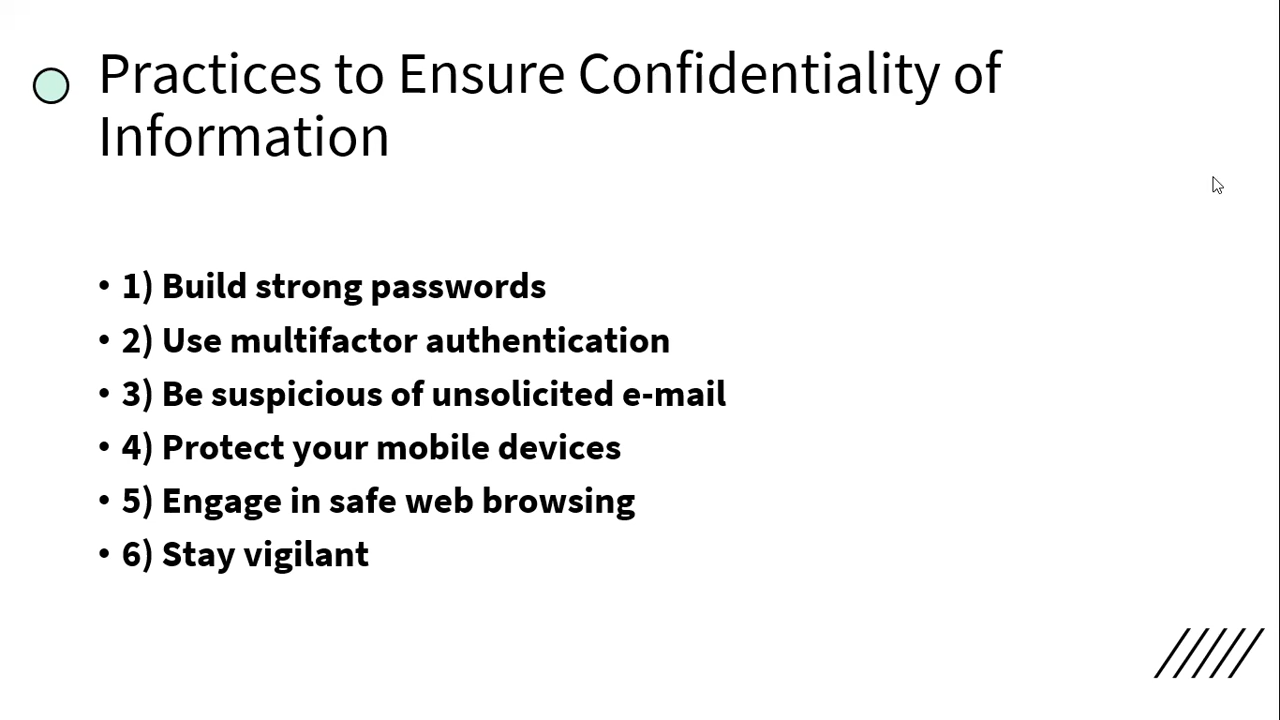 Practices to Ensure Confidentiality of
Information
• 1) Build strong passwords
• 2) Use multifactor authentication
• 3) Be suspicious of unsolicited e-mail
• 4) Protect your mobile devices
• 5) Engage in safe web browsing
• 6) Stay vigilant